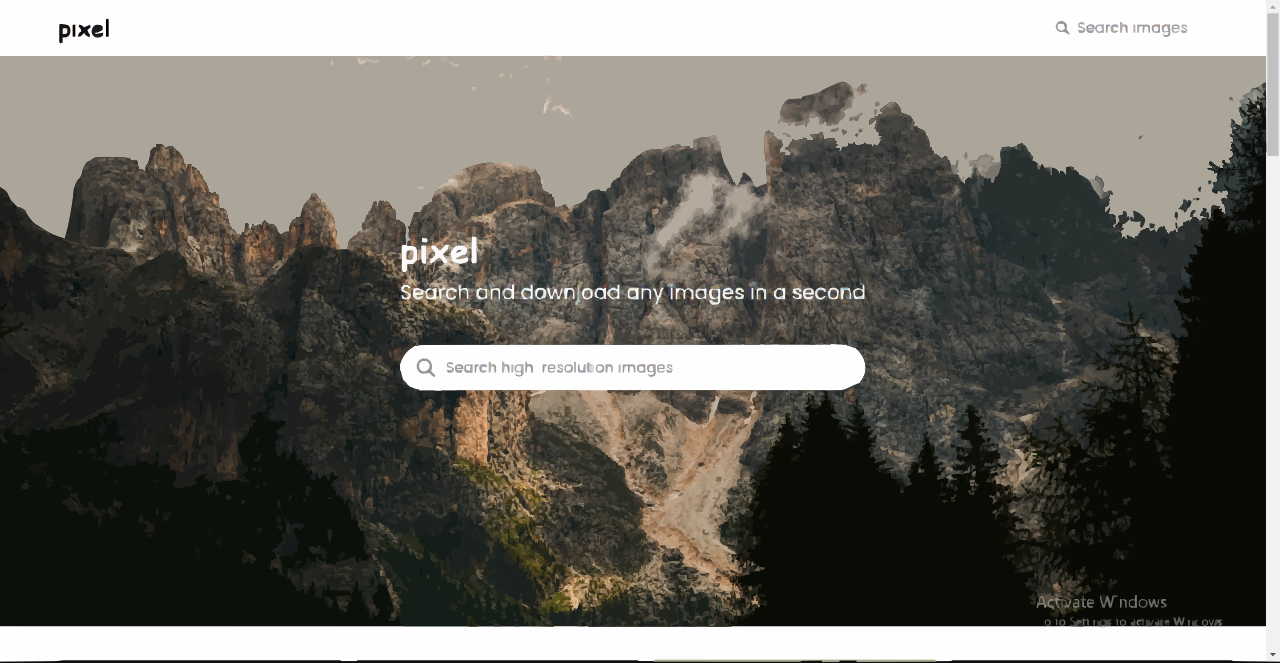 pixel
Search images
pixel
Search and download any images in a second
Search high resolution images
Activate Windows
to Settings to activate Windows